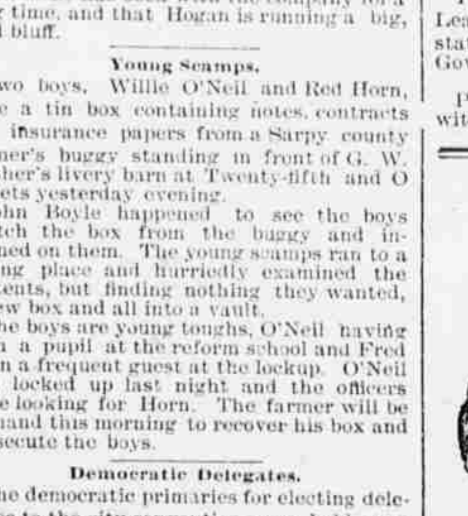 time, and that Hogan is running a big,
bluff.
Young Scamps.
wo boys, Willie O'Neil and Red Horn,
e a tin box containing notes, contracts
insurance papers from a Sarpy county
ner's buggy standing in front of G. W.
her's livery barn at Twenty-fifth and O
ets yesterday evening.
hn Boyle happened to see the boys
tch the box from the buggy and in-
ned on them. The young scamps ran to a
ng place and hurriedly examined the
ents, but finding nothing they wanted,
ew box and all into a vault.
he boys are young toughs, O'Neil having
n a pupil at the reform school and Fred
n a frequent guest at the lockup. O'Neil
locked up last night and the officers
e looking for Horn. The farmer will be
hand this morning to recover his box and
secute the boys.
Democratic Delegates.
he democratic primaries for electing dele-
Lea
stat
Gov
P
wit